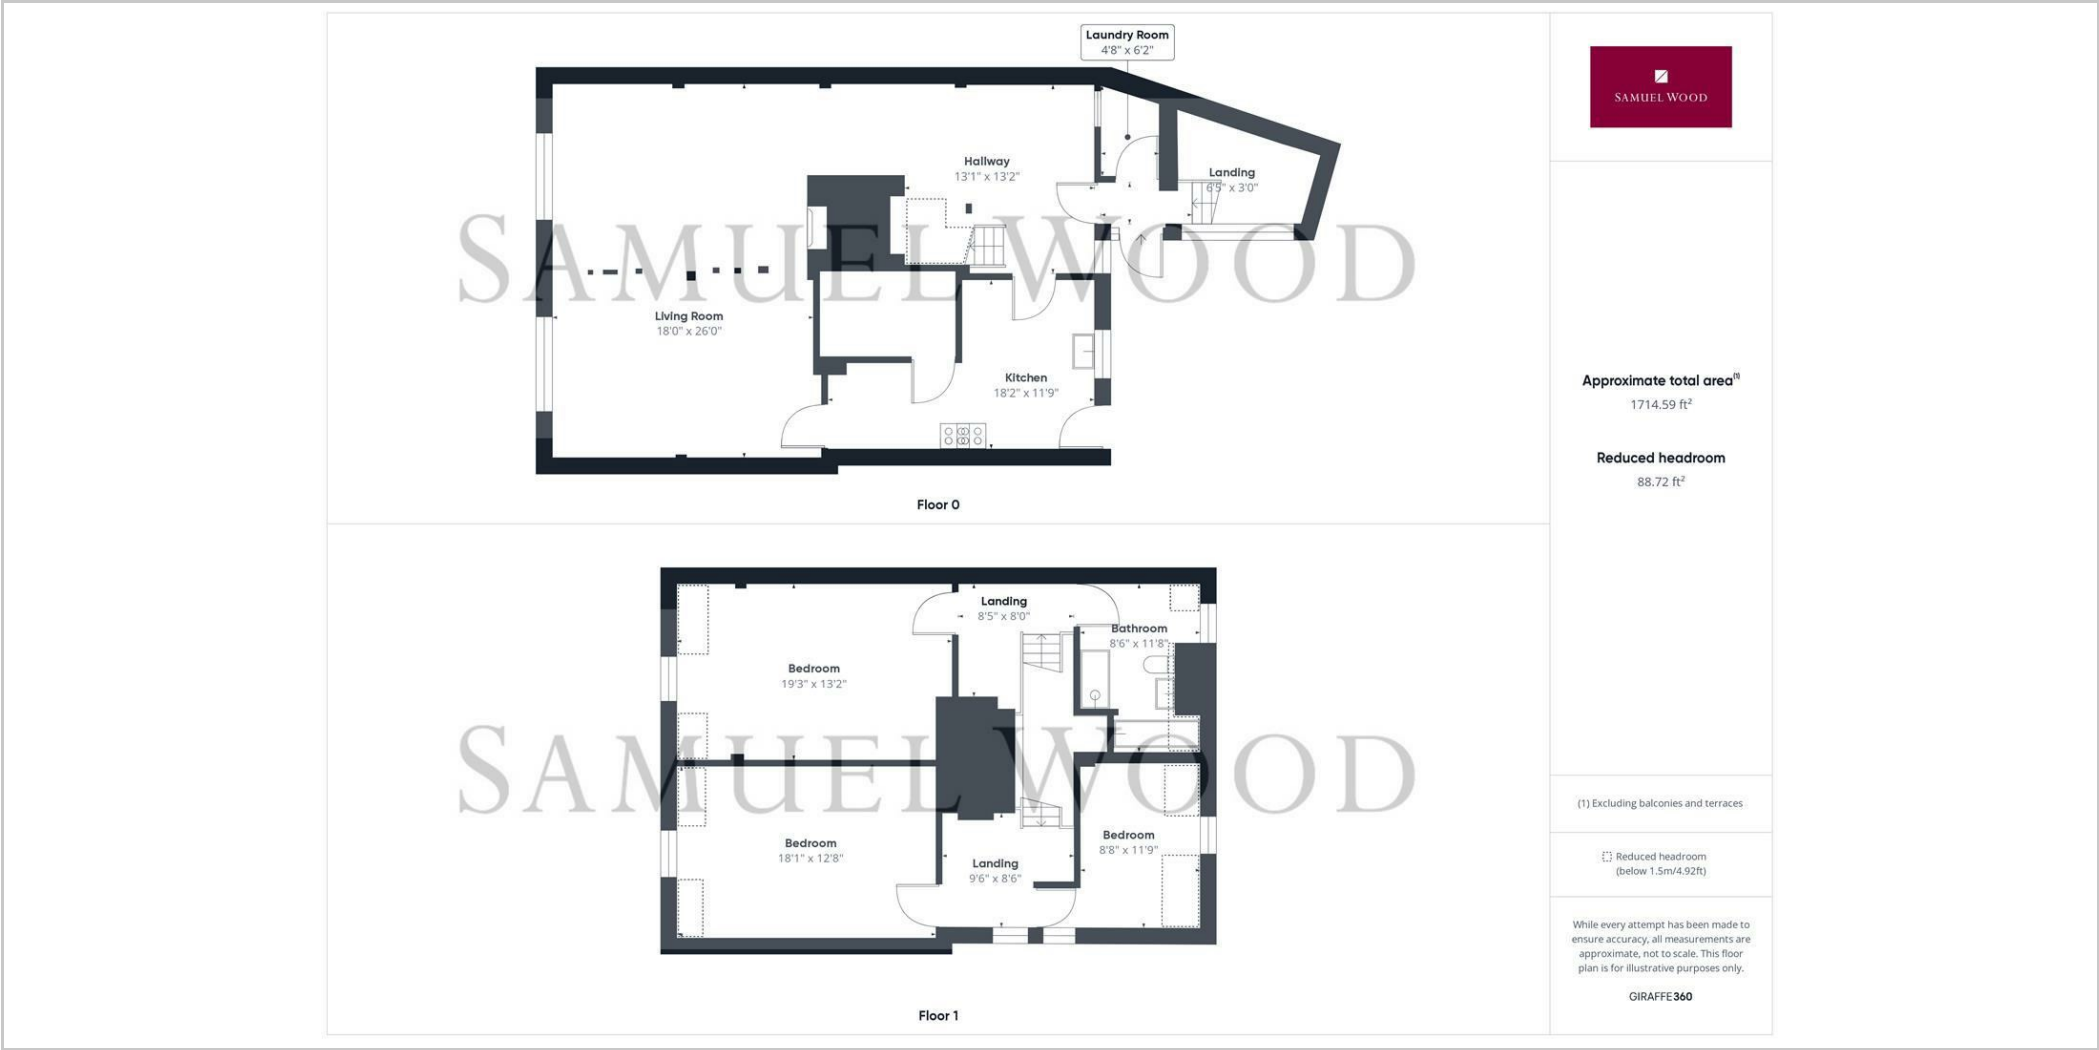 Laundry Room
4'8" x 6'2"
Hallway
13'1" x 13'2"
Landing
6'5" x 3'0"
SAMUEL WOOD
Living Room
18'0" x 26'0"
Kitchen
18'2" x 11'9"
Floor 0
Landing
8'5" x 8'0"
Bathroom
8'6" x 11'8"
Bedroom
19'3" x 13'2"
SAMUEL WOOD
Bedroom
18'1" x 12'8"
Landing
9'6" x 8'6"
Bedroom
8'8" x 11'9"
Floor 1
SAMUEL WOOD
Approximate total area(1)
1714.59 ft²
Reduced headroom
88.72 ft²
(1) Excluding balconies and terraces
Reduced headroom
(below 1.5m/4.92ft)
While every attempt has been made to
ensure accuracy, all measurements are
approximate, not to scale. This floor
plan is for illustrative purposes only.
GIRAFFE360